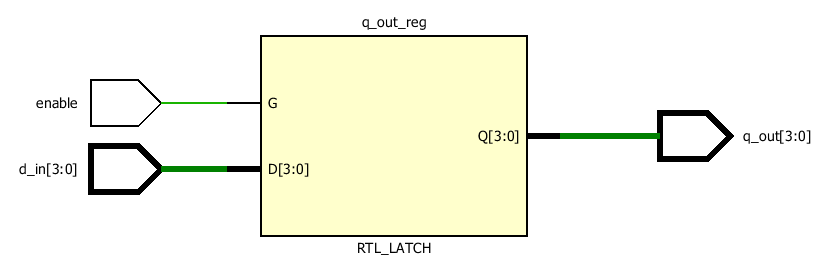 q_out_reg
enable
G
Q[3:0]
q_out[3:0]
d_in[3:0]
D[3:0]
RTL_LATCH